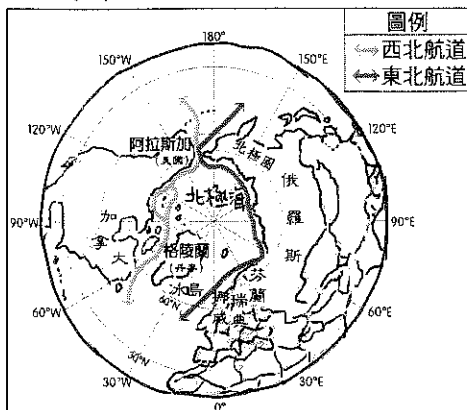 圖例
西北航道
東北航道
180°
150°W
150°E
120°W
120°E
90°W
90°E
60°W
60°E
30°W
30°E
0°
60°N
30°N
阿拉斯加
(美國)
北極圈
北極海
俄羅斯
加拿大
格陵蘭
(丹麥)
冰島
挪威
瑞典
芬蘭